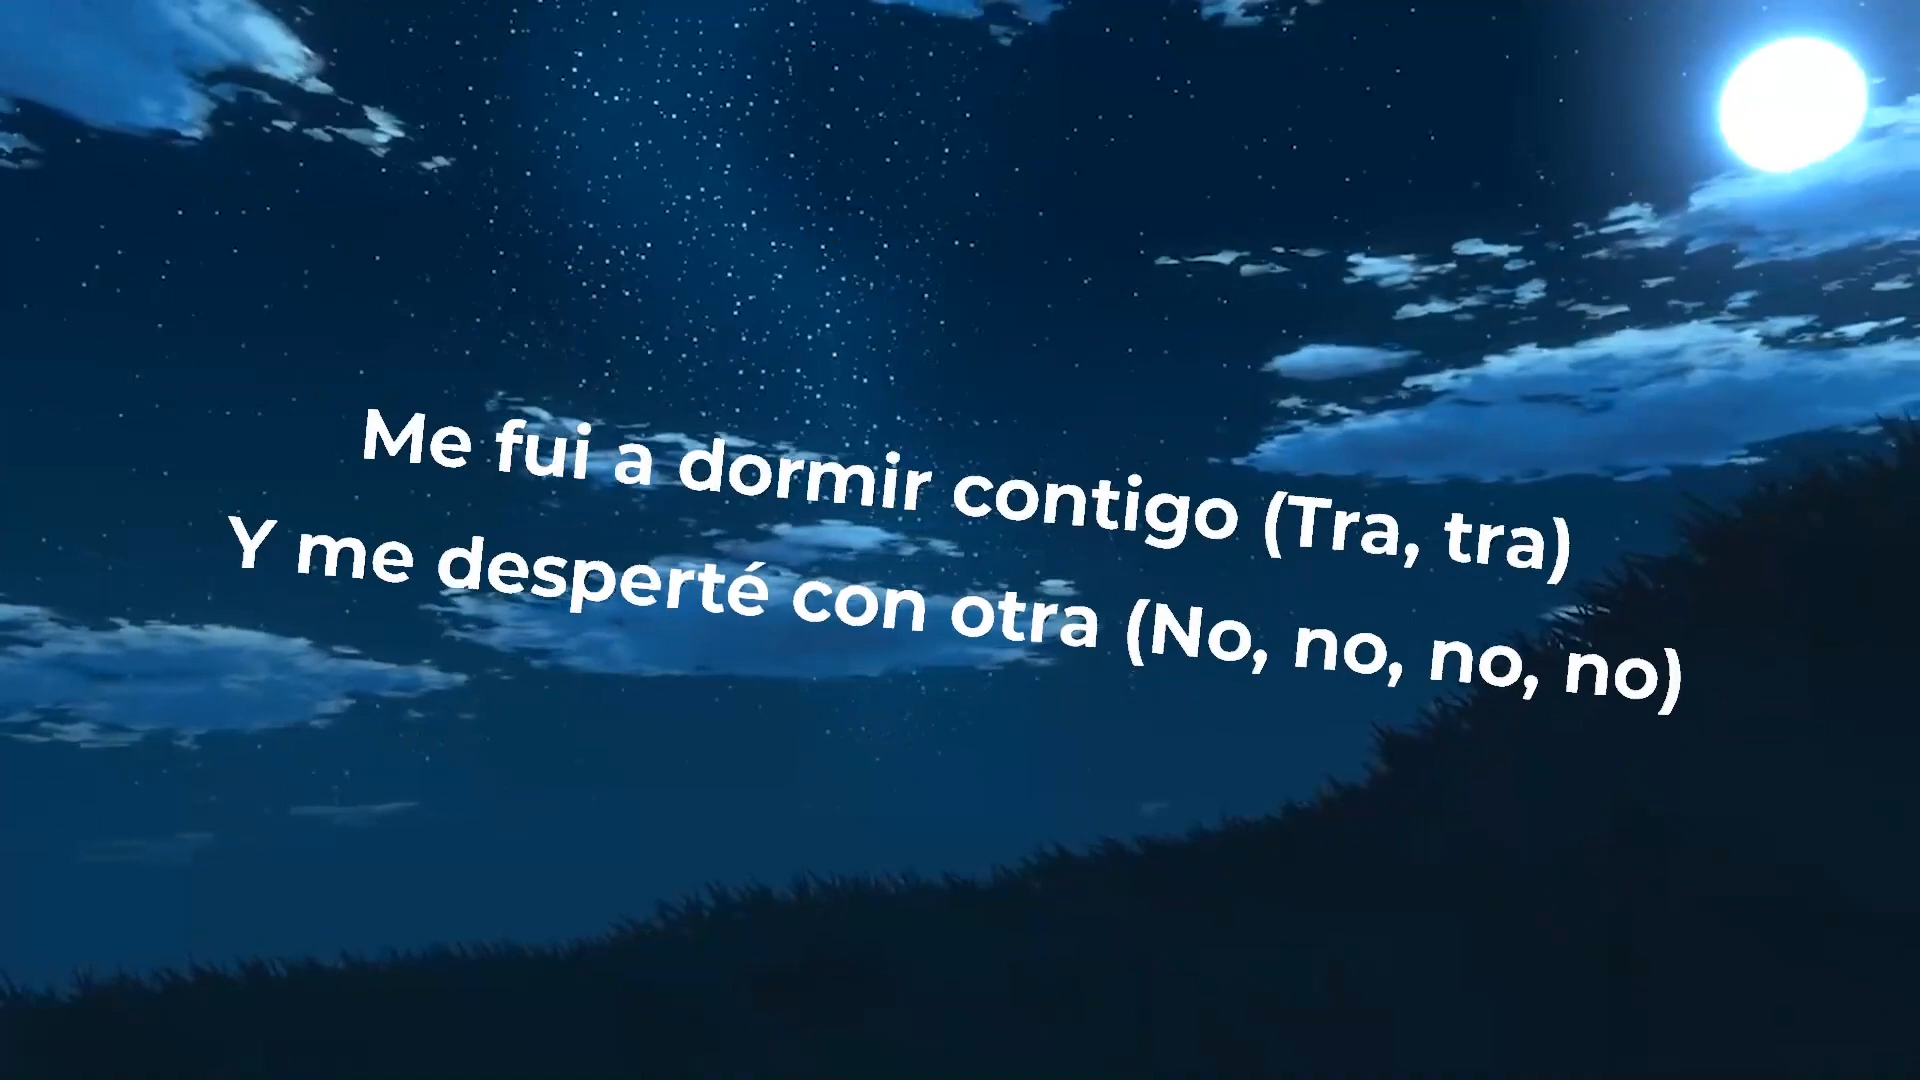 Me fui a dormir contigo (Tra, tra)
Y me desperté con otra (No, no, no, no)